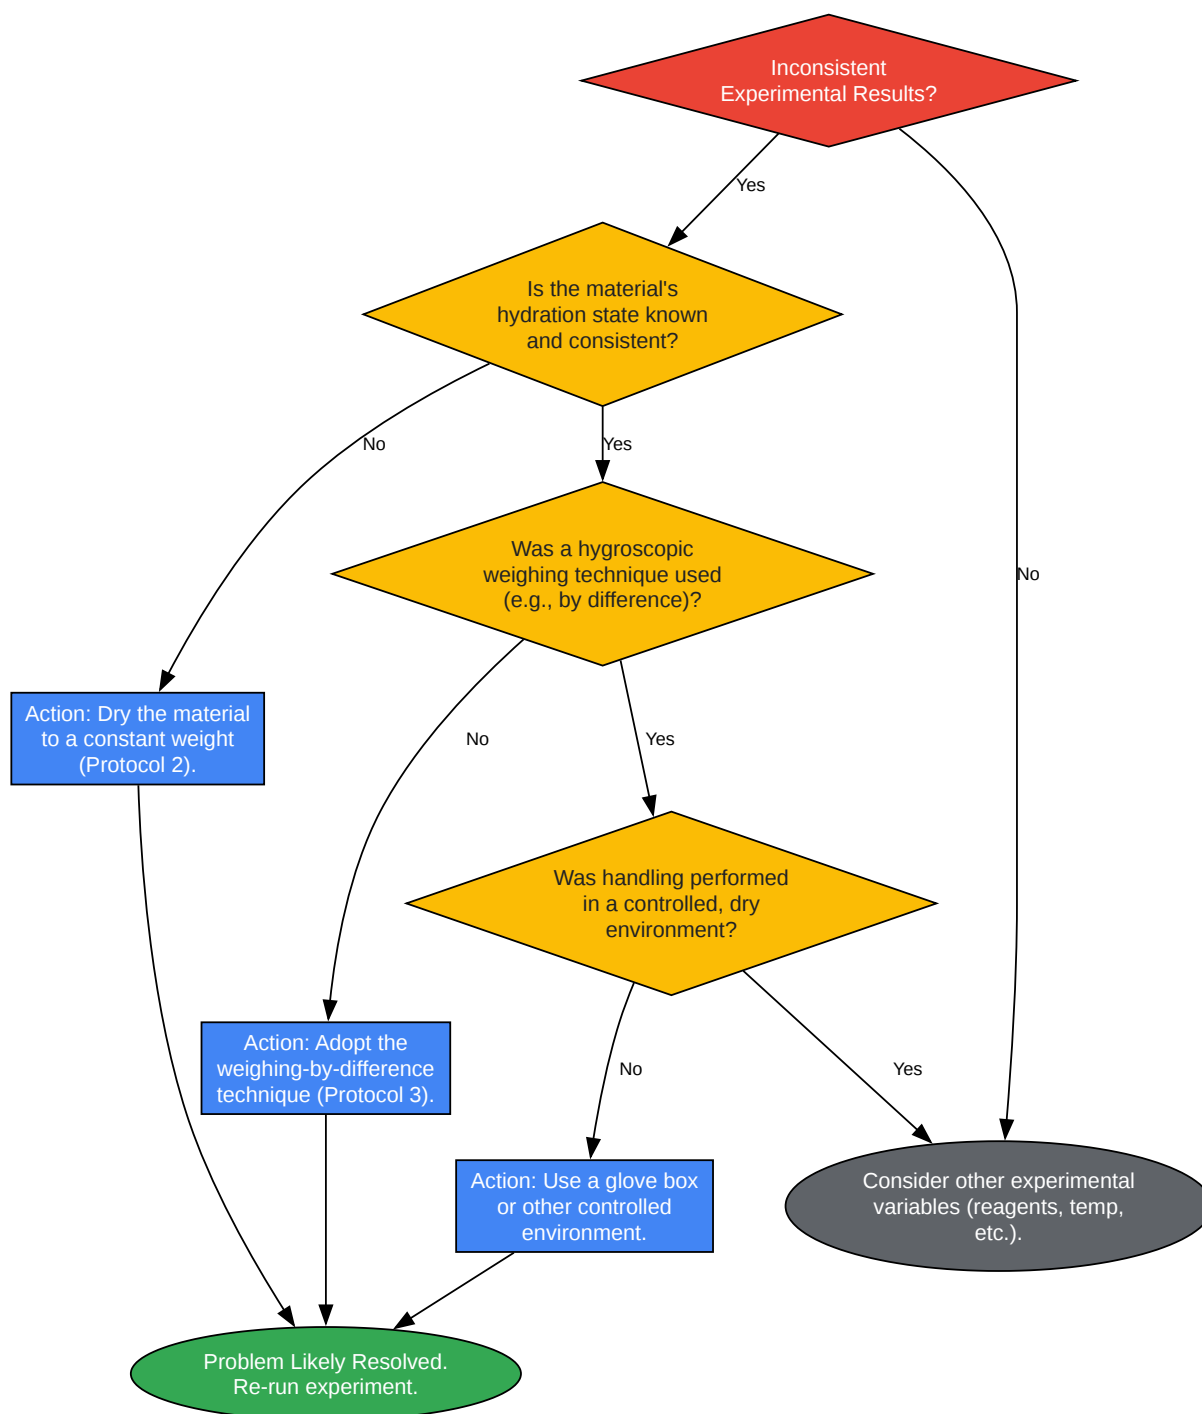 Inconsistent
Experimental Results?
Yes
Is the material's
hydration state known
and consistent?
No
Yes
Was a hygroscopic
weighing technique used
(e.g., by difference)?
No
Action: Dry the material
to a constant weight
(Protocol 2).
No
Yes
Was handling performed
in a controlled, dry
environment?
Action: Adopt the
weighing-by-difference
technique (Protocol 3).
No
Yes
Action: Use a glove box
or other controlled
environment.
Consider other experimental
variables (reagents, temp,
etc.).
Problem Likely Resolved.
Re-run experiment.